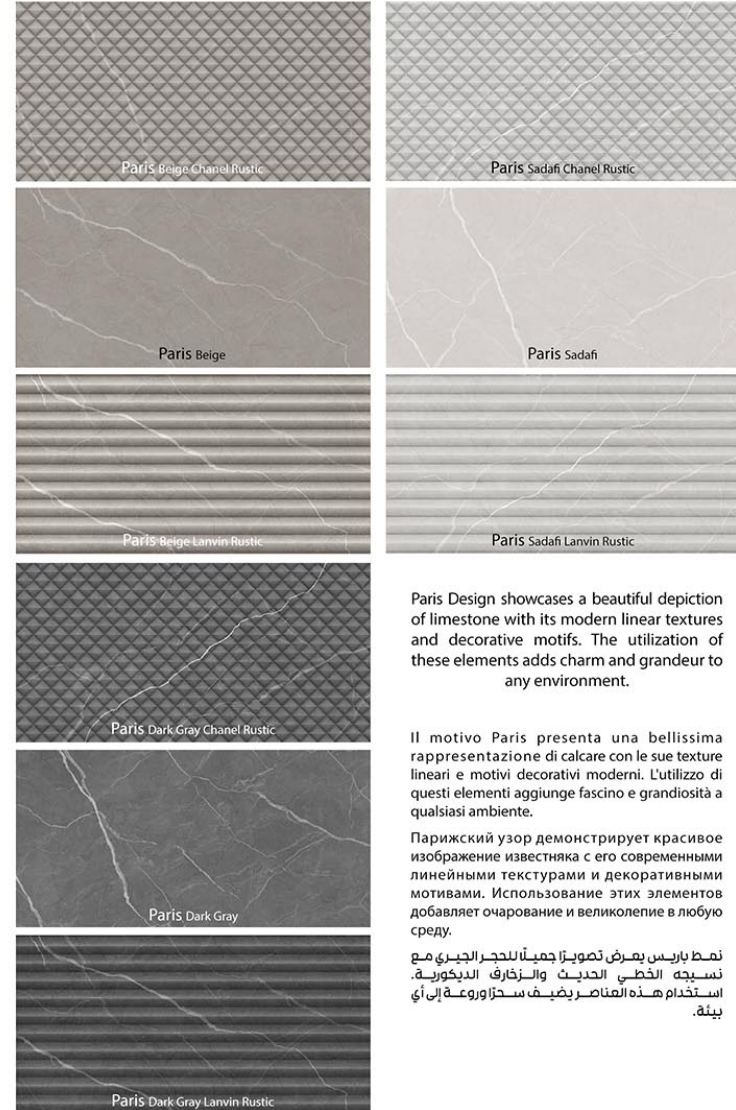 Paris Beige Chanel Rustic
Paris Sadafi Chanel Rustic
Paris Beige
Paris Sadafi
Paris Beige Lanvin Rustic
Paris Sadafi Lanvin Rustic
Paris Dark Gray Chanel Rustic
Paris Dark Gray
Paris Dark Gray Lanvin Rustic
Paris Design showcases a beautiful depiction
of limestone with its modern linear textures
and decorative motifs. The utilization of
these elements adds charm and grandeur to
any environment.
Il motivo Paris presenta una bellissima
rappresentazione di calcare con le sue texture
lineari e motivi decorativi moderni. L'utilizzo di
questi elementi aggiunge fascino e grandiosità a
qualsiasi ambiente.
Парижский узор демонстрирует красивое
изображение известняка с его современными
линейными текстурами и декоративными
мотивами. Использование этих элементов
добавляет очарование и великолепие в любую
среду.
نمط باريس يعرض تصويرًا جميلًا للحجر الجيري مع
نسيجه الخطي الحديث والزخارف الديكورية.
استخدام هذه العناصر يضيف سحرًا وروعة إلى أي
بيئة.